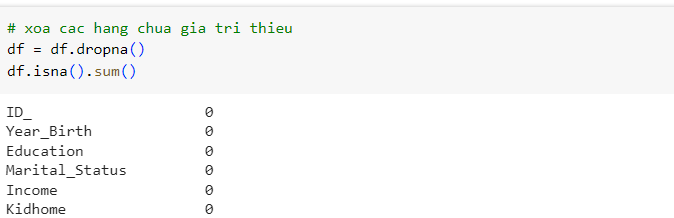 # xoa cac hang chua gia tri thieu
df = df.dropna()
df.isna().sum()
ID_ 0
Year_Birth 0
Education 0
Marital_Status 0
Income 0
Kidhome 0